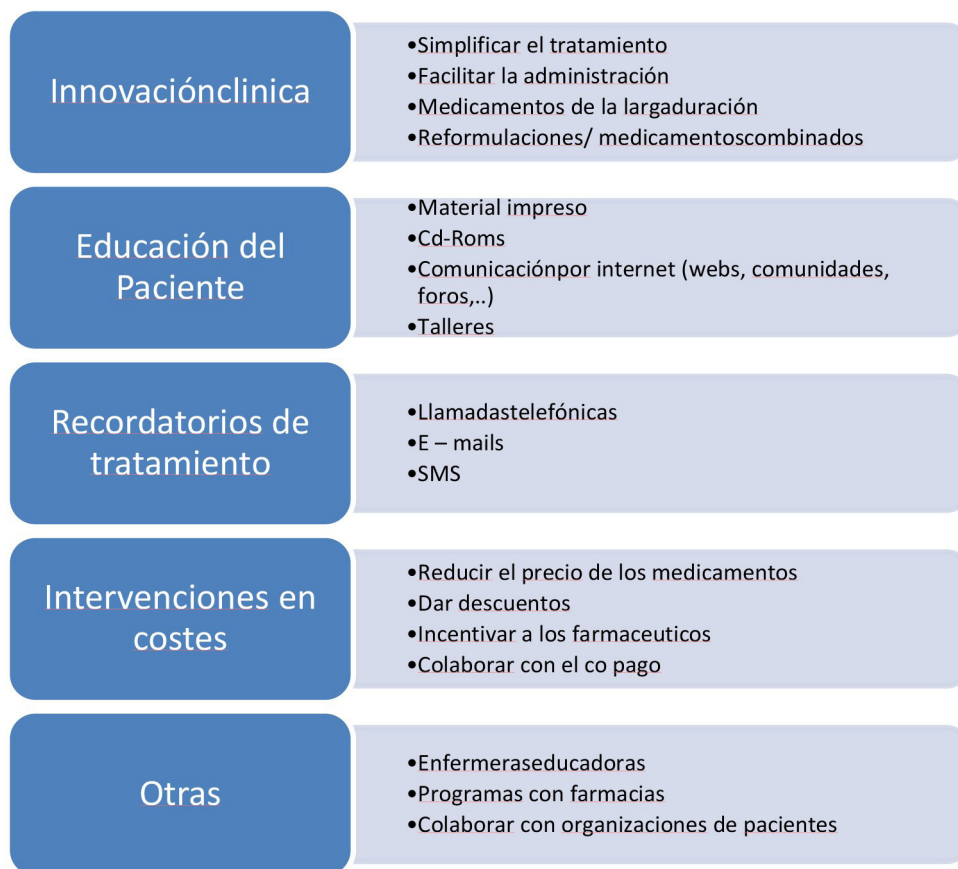 Innovaciónclinica
•Simplificar el tratamiento
•Facilitar la administración
•Medicamentos de la largaduración
•Reformulaciones/ medicamentoscombinados
Educación del
Paciente
•Material impreso
•Cd-Roms
•Comunicaciónpor internet (webs, comunidades,
foros,..)
•Talleres
Recordatorios de
tratamiento
•Llamadastelefónicas
•E – mails
•SMS
Intervenciones en
costes
•Reducir el precio de los medicamentos
•Dar descuentos
•Incentivar a los farmaceuticos
•Colaborar con el co pago
Otras
•Enfermeraseducadoras
•Programas con farmacias
•Colaborar con organizaciones de pacientes